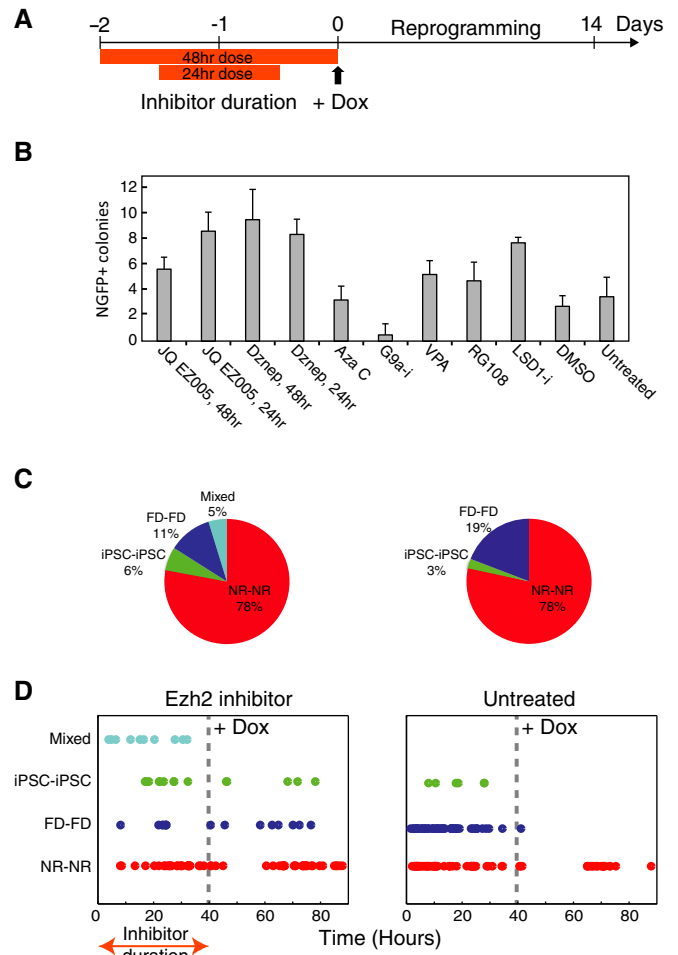 A
−2 -1 0 Reprogramming 14 Days
48hr dose
24hr dose
Inhibitor duration + Dox
B
NGFP+ colonies
12
10
8
6
4
2
0
JQ EZ005, 48hr
JQ EZ005, 24hr
Dznep, 48hr
Dznep, 24hr
Aza C
G9a-i
VPA
RG108
LSD1-i
DMSO
Untreated
C
Mixed
5%
FD-FD
11%
iPSC-iPSC
6%
NR-NR
78%
FD-FD
19%
iPSC-iPSC
3%
NR-NR
78%
D
Ezh2 inhibitor
+ Dox
Untreated
+ Dox
Mixed
iPSC-iPSC
FD-FD
NR-NR
0 20 40 60 80
0 20 40 60 80
Inhibitor
duration
Time (Hours)